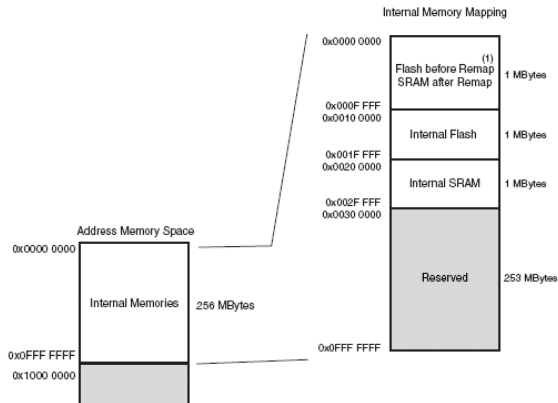 Internal Memory Mapping
0x0000 0000
(1)
Flash before Remap
SRAM after Remap
1 MBytes
0x000F FFF
0x0010 0000
Internal Flash
1 MBytes
0x001F FFF
0x0020 0000
Internal SRAM
1 MBytes
0x002F FFF
0x0030 0000
Reserved
253 MBytes
0x0FFF FFFF
Address Memory Space
0x0000 0000
Internal Memories
256 MBytes
0x0FFF FFFF
0x1000 0000